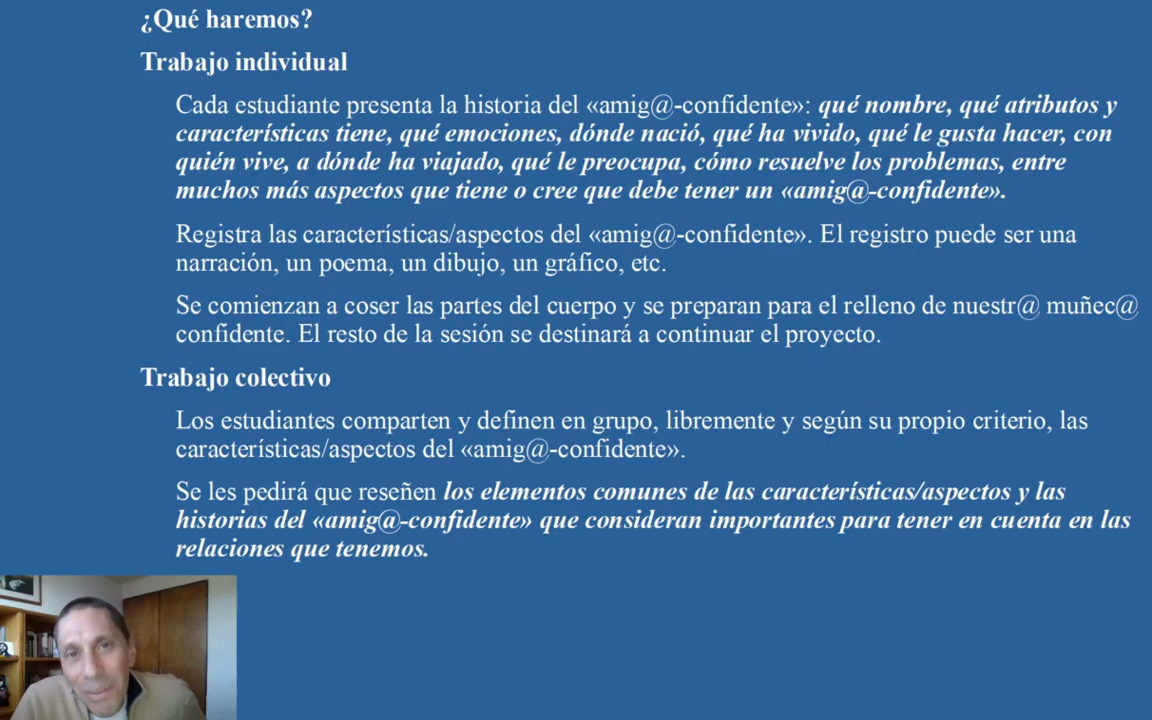 ¿Qué haremos?
Trabajo individual
Cada estudiante presenta la historia del «amig@-confidente»: qué nombre, qué atributos y
características tiene, qué emociones, dónde nació, qué ha vivido, qué le gusta hacer, con
quién vive, a dónde ha viajado, qué le preocupa, cómo resuelve los problemas, entre
muchos más aspectos que tiene o cree que debe tener un «amig@-confidente».
Registra las características/aspectos del «amig@-confidente». El registro puede ser una
narración, un poema, un dibujo, un gráfico, etc.
Se comienzan a coser las partes del cuerpo y se preparan para el relleno de nuestr@ muñec@
confidente. El resto de la sesión se destinará a continuar el proyecto.
Trabajo colectivo
Los estudiantes comparten y definen en grupo, libremente y según su propio criterio, las
características/aspectos del «amig@-confidente».
Se les pedirá que reseñen los elementos comunes de las características/aspectos y las
historias del «amig@-confidente» que consideran importantes para tener en cuenta en las
relaciones que tenemos.